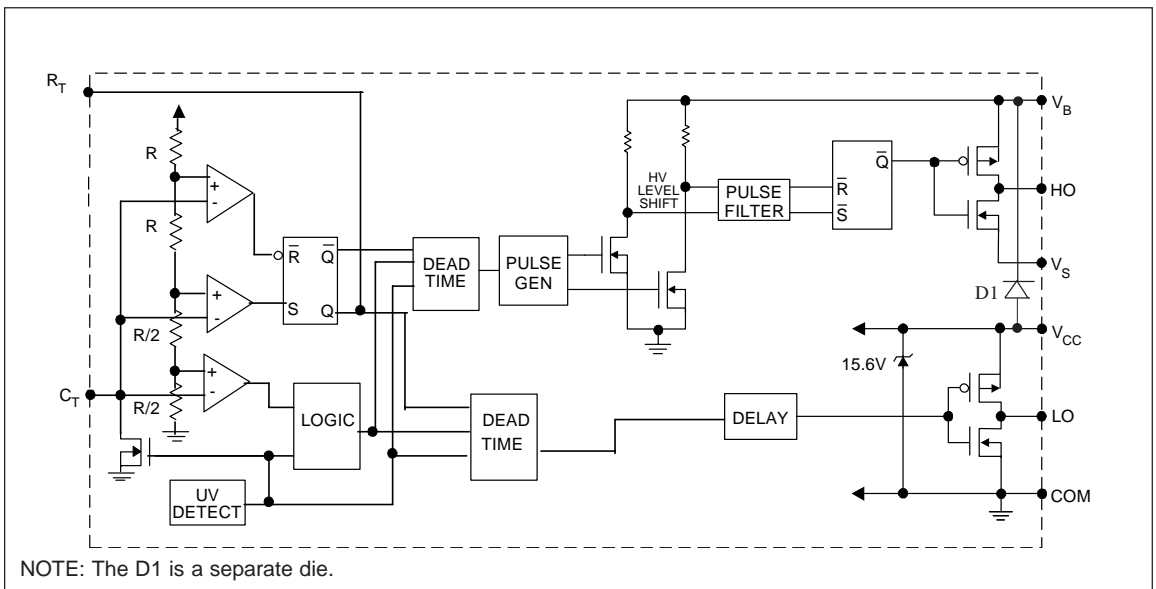 R_T
V_B
R
HV
LEVEL
SHIFT
PULSE
FILTER
R̅
S̅
Q̅
HO
+
-
R
R̅
Q̅
S
Q
DEAD
TIME
PULSE
GEN
V_S
D1
+
-
R/2
V_CC
15.6V
+
-
R/2
C_T
LOGIC
DEAD
TIME
DELAY
LO
UV
DETECT
COM
NOTE: The D1 is a separate die.